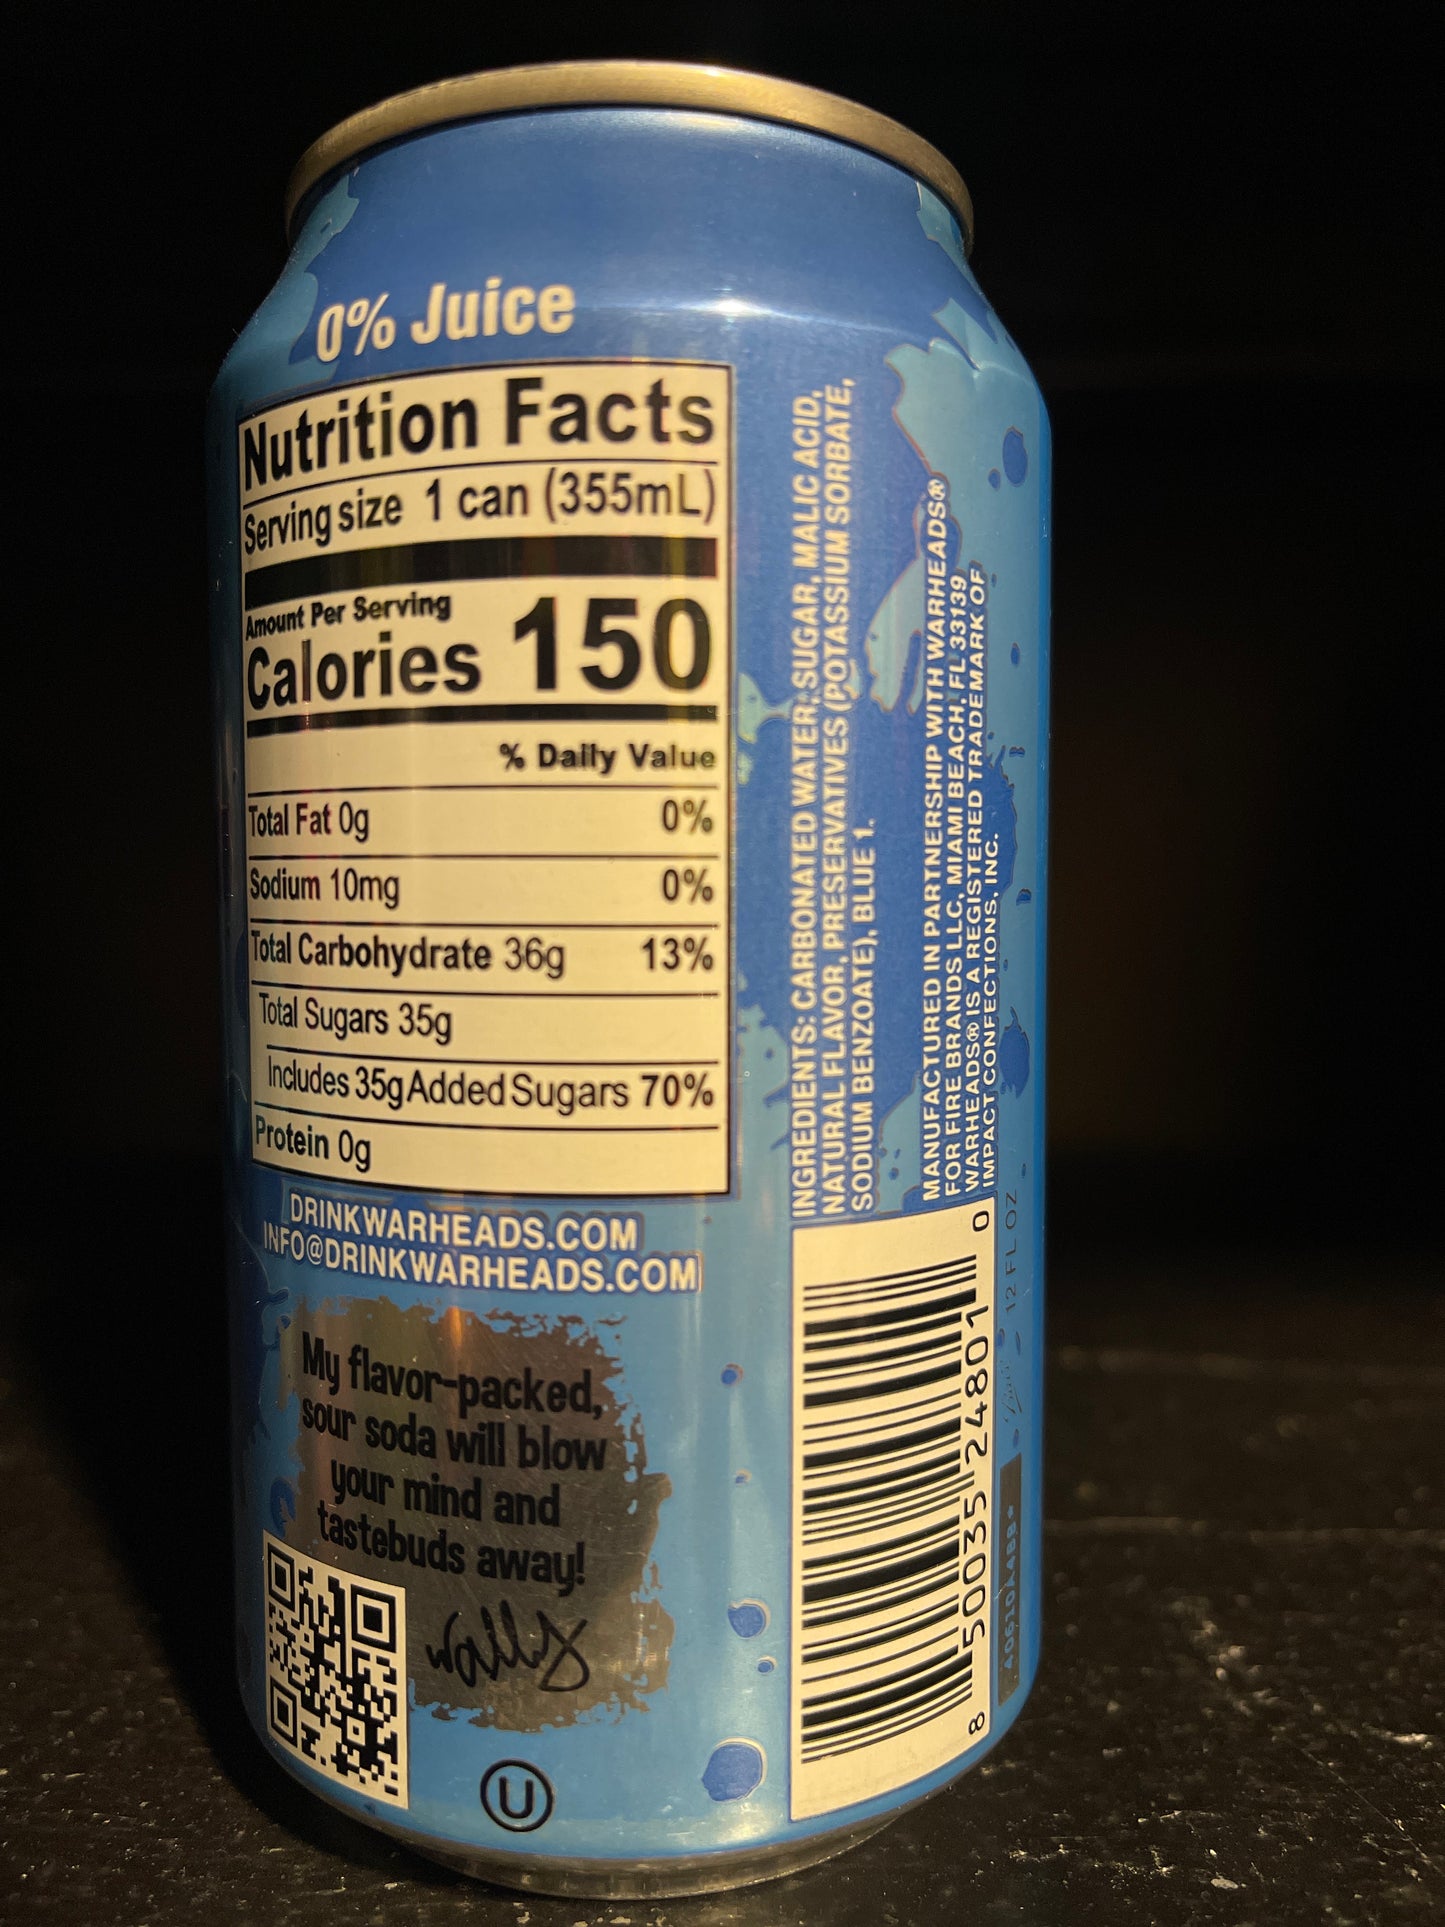 0% Juice
Nutrition Facts
Serving size 1 can (355mL)
Amount Per Serving
Calories 150
% Daily Value
Total Fat 0g 0%
Sodium 10mg 0%
Total Carbohydrate 36g 13%
Total Sugars 35g
Includes 35g Added Sugars 70%
Protein 0g
DRINKWARHEADS.COM
INFO@DRINKWARHEADS.COM
My flavor-packed,
sour soda will blow
your mind and
tastebuds away!
Wally
U
INGREDIENTS: CARBONATED WATER, SUGAR, MALIC ACID,
NATURAL FLAVOR, PRESERVATIVES (POTASSIUM SORBATE,
SODIUM BENZOATE), BLUE 1.
MANUFACTURED IN PARTNERSHIP WITH WARHEADS®
FOR FIRE BRANDS LLC, MIAMI BEACH, FL 33139
WARHEADS® IS A REGISTERED TRADEMARK OF
IMPACT CONFECTIONS, INC.
8 50035 24801 0
12 FL OZ